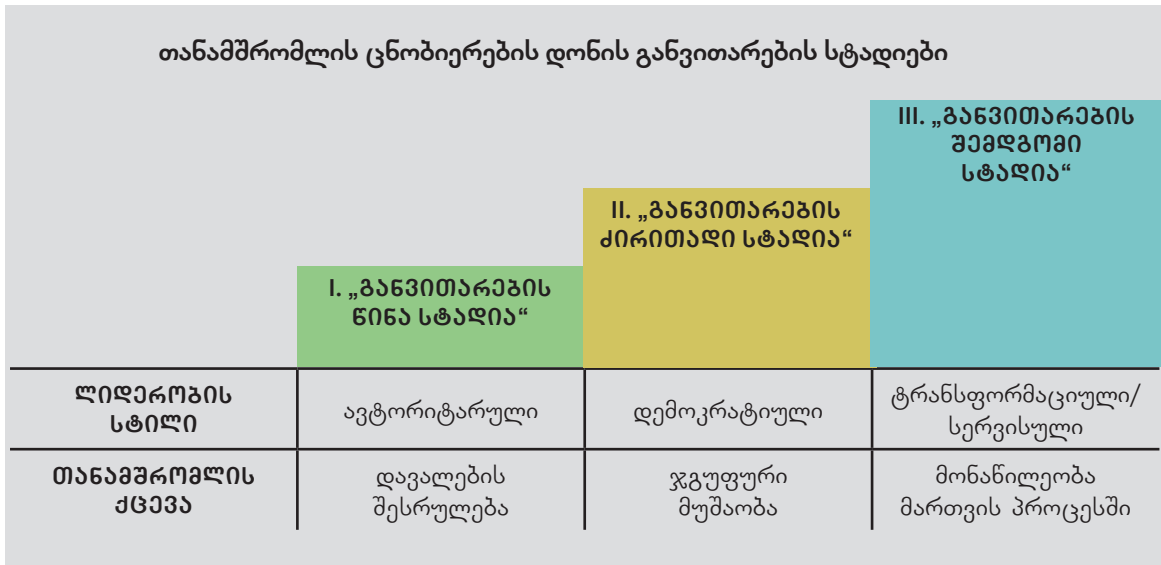 თანამშრომლის ცნობიერების დონის განვითარების სტადიები
III. „განვითარების
შემდგომი
სტადია“
II. „განვითარების
ძირითადი სტადია“
I. „განვითარების
წინა სტადია“
ლიდერობის
სტილი
ავტორიტარული
დემოკრატიული
ტრანსფორმაციული/
სერვისული
თანამშრომლის
ქცევა
დავალების
შესრულება
ჯგუფური
მუშაობა
მონაწილეობა
მართვის პროცესში